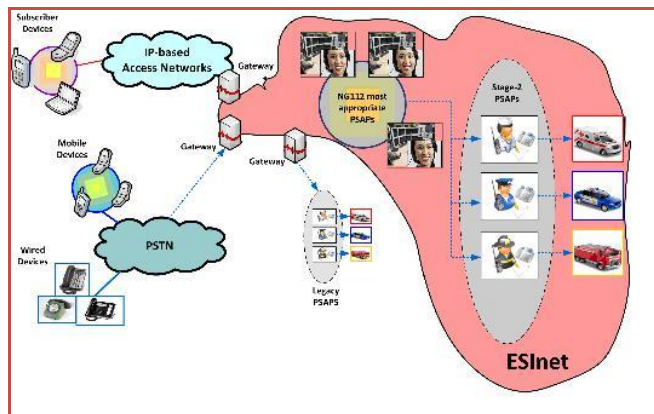 Subscriber
Devices
IP-based
Access Networks
Gateway
NG112 most
appropriate
PSAPs
Stage-2
PSAPs
Mobile
Devices
Gateway
Gateway
Wired
Devices
PSTN
Legacy
PSAPS
ESInet